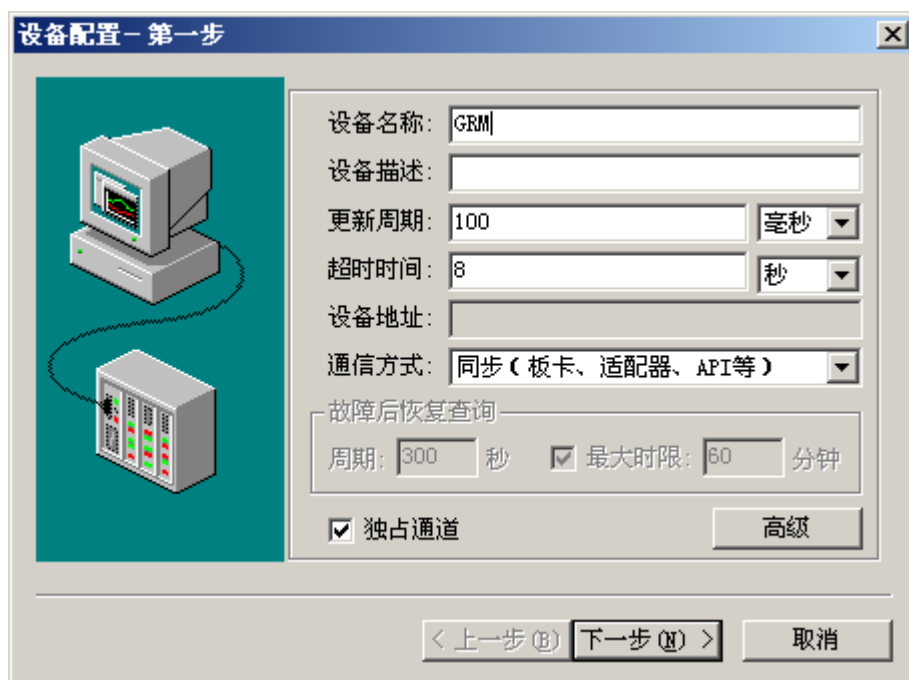 设备配置－第一步
设备名称: GRM
设备描述:
更新周期: 100 毫秒
超时时间: 8 秒
设备地址:
通信方式: 同步（板卡、适配器、API等）
故障后恢复查询
周期: 300 秒 最大时限: 60 分钟
独占通道 高级
< 上一步(B) 下一步(N) > 取消